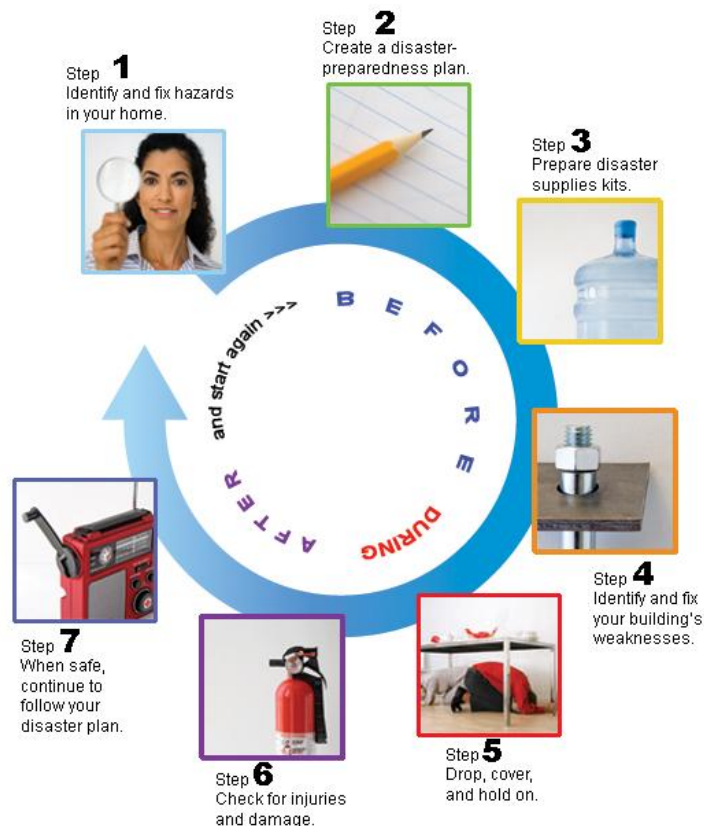 Step 1
Identify and fix hazards
in your home.
Step 2
Create a disaster-
preparedness plan.
Step 3
Prepare disaster
supplies kits.
Step 4
Identify and fix
your building's
weaknesses.
Step 5
Drop, cover,
and hold on.
Step 6
Check for injuries
and damage.
Step 7
When safe,
continue to
follow your
disaster plan.
BEFORE
DURING
AFTER
and start again >>>